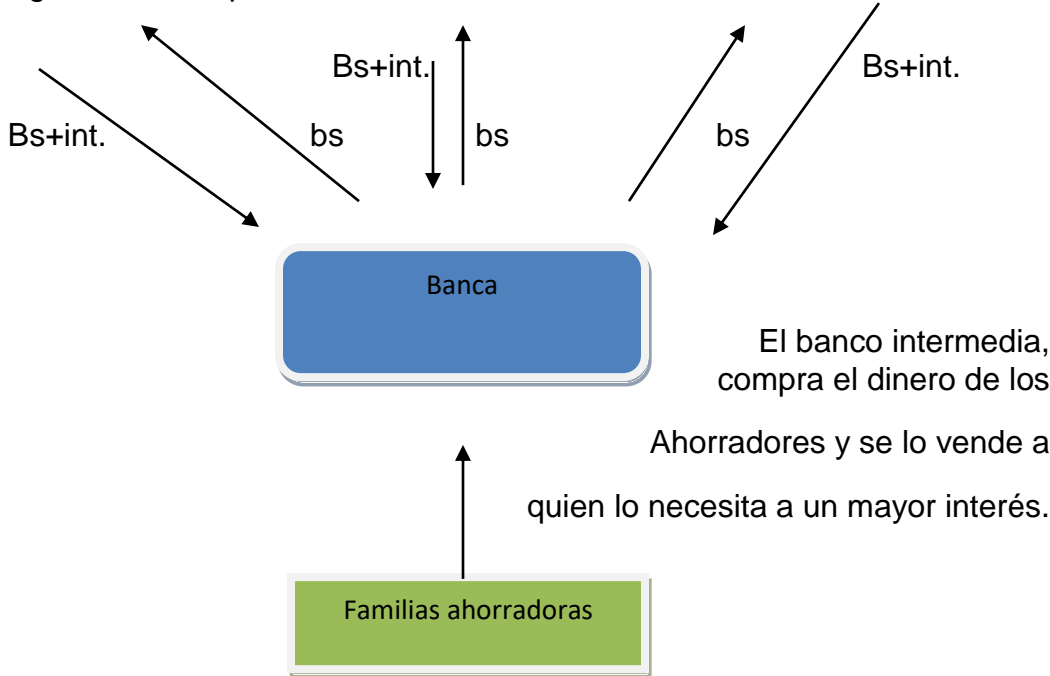 Bs+int.
Bs+int.
Bs+int.
bs
bs
bs
Banca
El banco intermedia,
compra el dinero de los
Ahorradores y se lo vende a
quien lo necesita a un mayor interés.
Familias ahorradoras